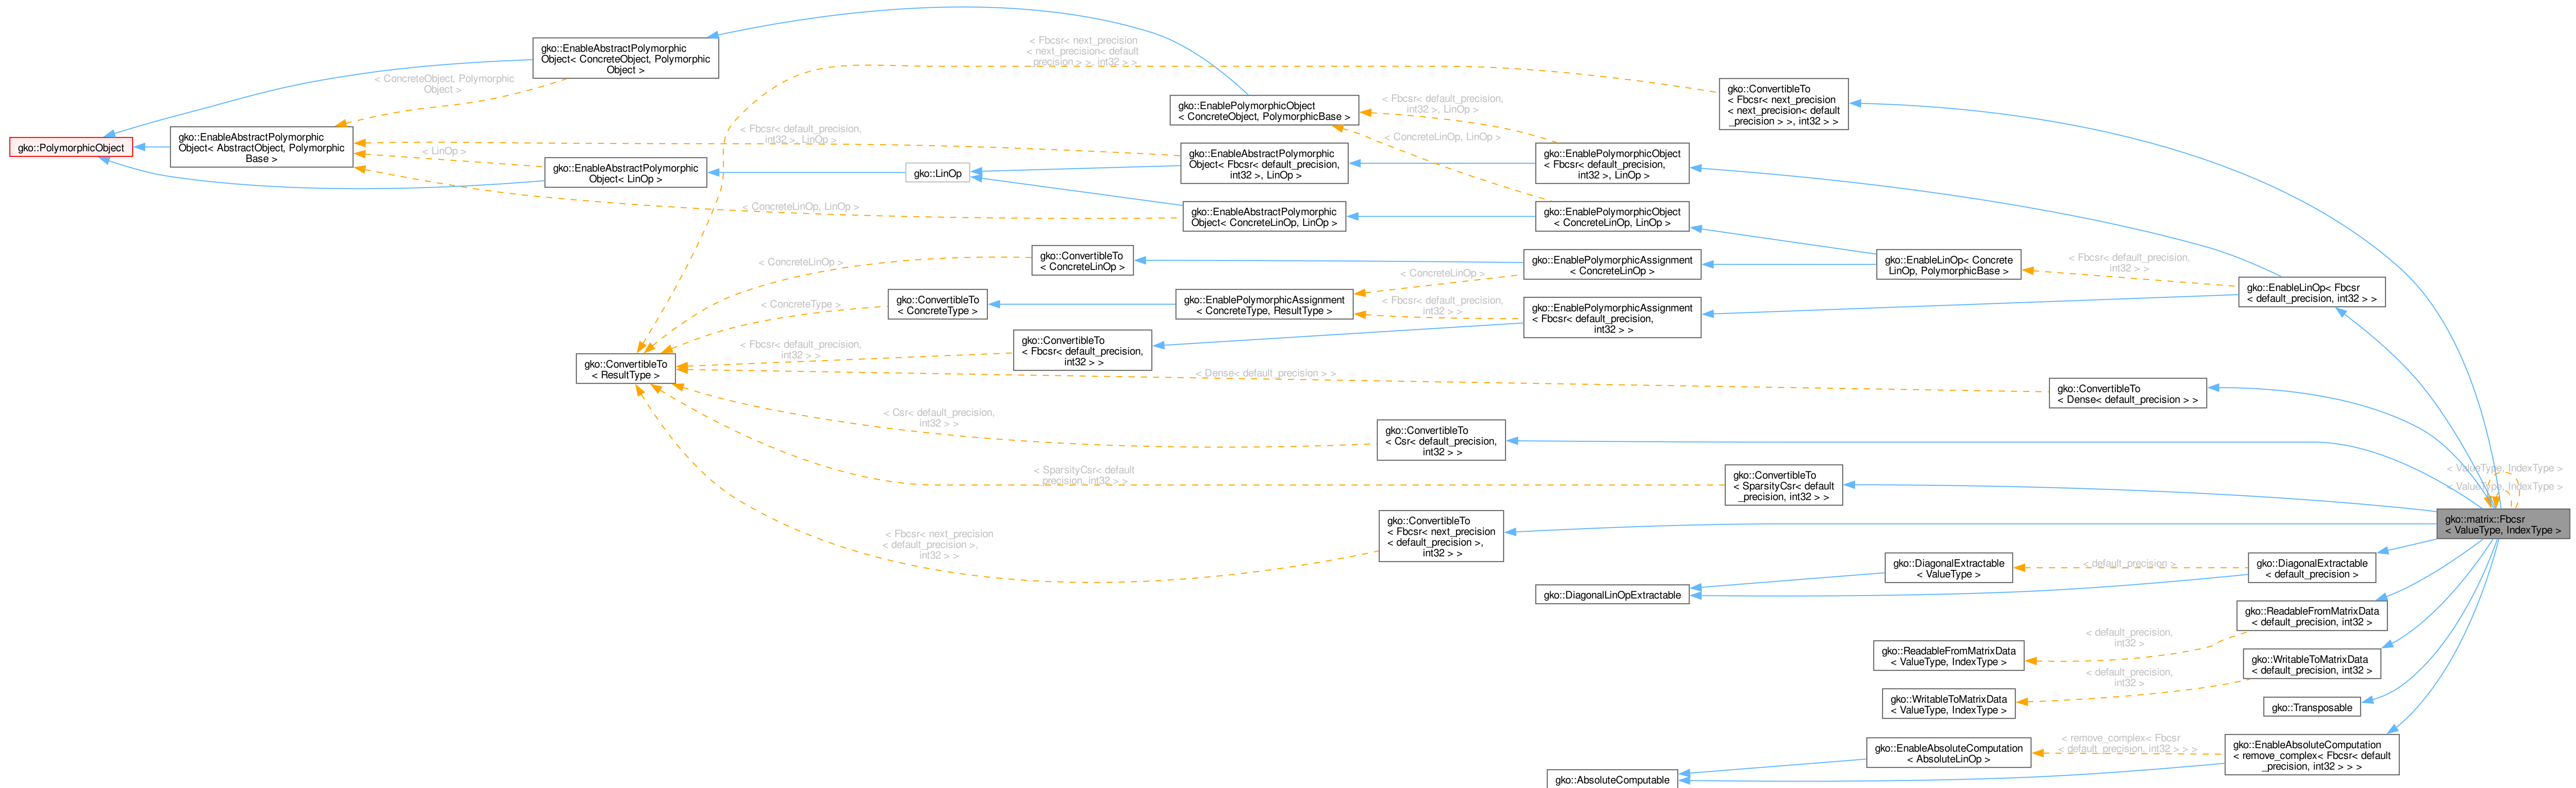 gko::PolymorphicObject
gko::EnableAbstractPolymorphic
Object< AbstractObject, Polymorphic
Base >
gko::EnableAbstractPolymorphic
Object< ConcreteObject, Polymorphic
Object >
< ConcreteObject, Polymorphic
Object >
gko::EnableAbstractPolymorphic
Object< LinOp >
< LinOp >
gko::LinOp
< Fbcsr< default_precision,
int32 >, LinOp >
< ConcreteLinOp, LinOp >
gko::EnablePolymorphicObject
< ConcreteObject, PolymorphicBase >
gko::EnableAbstractPolymorphic
Object< Fbcsr< default_precision,
int32 >, LinOp >
gko::EnableAbstractPolymorphic
Object< ConcreteLinOp, LinOp >
< Fbcsr< default_precision,
int32 >, LinOp >
< ConcreteLinOp, LinOp >
gko::EnablePolymorphicObject
< Fbcsr< default_precision,
int32 >, LinOp >
gko::EnablePolymorphicObject
< ConcreteLinOp, LinOp >
< Fbcsr< next_precision
< next_precision< default
_precision > >, int32 > >
gko::ConvertibleTo
< Fbcsr< next_precision
< next_precision< default
_precision > >, int32 > >
gko::ConvertibleTo
< ConcreteLinOp >
< ConcreteLinOp >
gko::EnablePolymorphicAssignment
< ConcreteLinOp >
gko::EnableLinOp< Concrete
LinOp, PolymorphicBase >
< Fbcsr< default_precision,
int32 > >
gko::EnableLinOp< Fbcsr
< default_precision, int32 > >
gko::ConvertibleTo
< ConcreteType >
< ConcreteType >
gko::EnablePolymorphicAssignment
< ConcreteType, ResultType >
< ConcreteLinOp >
< Fbcsr< default_precision,
int32 > >
gko::EnablePolymorphicAssignment
< Fbcsr< default_precision,
int32 > >
gko::ConvertibleTo
< Fbcsr< default_precision,
int32 > >
< Fbcsr< default_precision,
int32 > >
gko::ConvertibleTo
< ResultType >
< Dense< default_precision > >
gko::ConvertibleTo
< Dense< default_precision > >
< Csr< default_precision,
int32 > >
gko::ConvertibleTo
< Csr< default_precision,
int32 > >
< SparsityCsr< default
_precision, int32 > >
gko::ConvertibleTo
< SparsityCsr< default
_precision, int32 > >
< Fbcsr< next_precision
< default_precision >,
int32 > >
gko::ConvertibleTo
< Fbcsr< next_precision
< default_precision >,
int32 > >
< ValueType, IndexType >
< ValueType, IndexType >
gko::matrix::Fbcsr
< ValueType, IndexType >
gko::DiagonalLinOpExtractable
gko::DiagonalExtractable
< ValueType >
< default_precision >
gko::DiagonalExtractable
< default_precision >
gko::ReadableFromMatrixData
< ValueType, IndexType >
< default_precision,
int32 >
gko::ReadableFromMatrixData
< default_precision, int32 >
gko::WritableToMatrixData
< ValueType, IndexType >
< default_precision,
int32 >
gko::WritableToMatrixData
< default_precision, int32 >
gko::Transposable
gko::AbsoluteComputable
gko::EnableAbsoluteComputation
< AbsoluteLinOp >
< remove_complex< Fbcsr
< default_precision, int32 > > >
gko::EnableAbsoluteComputation
< remove_complex< Fbcsr< default
_precision, int32 > > >